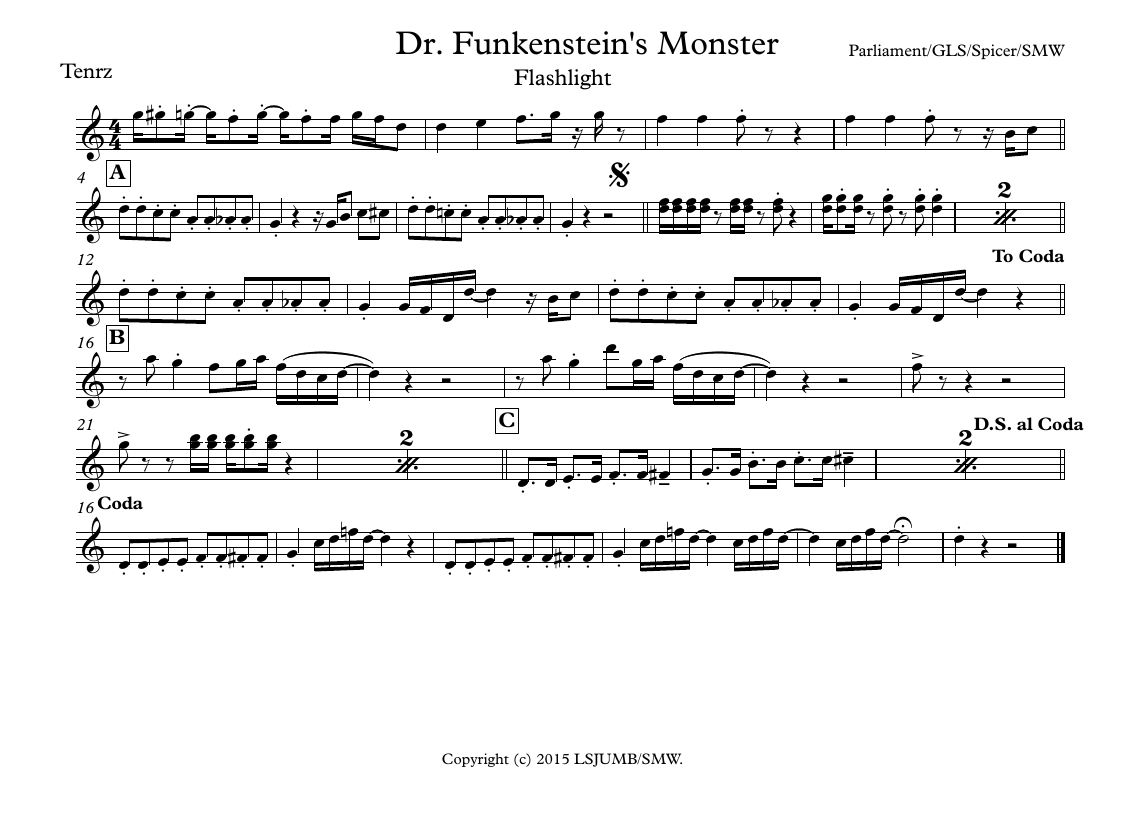 Dr. Funkenstein's Monster
Parliament/GLS/Spicer/SMW
Tenrz
Flashlight
4
4
4
A
2
12
To Coda
16
B
21
2
C
2
D.S. al Coda
16
Coda
Copyright (c) 2015 LSJUMB/SMW.